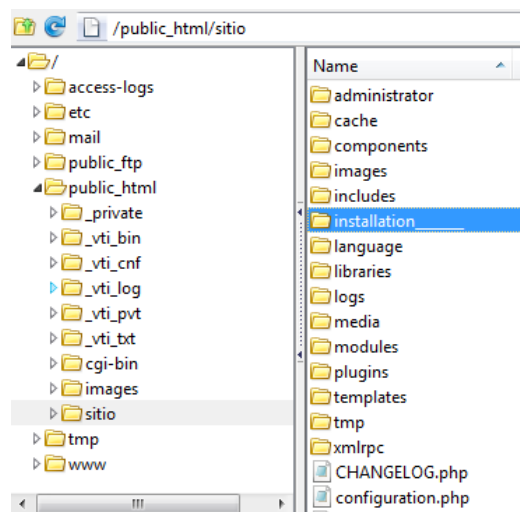 /public_html/sitio
/
access-logs
etc
mail
public_ftp
public_html
_private
_vti_bin
_vti_cnf
_vti_log
_vti_pvt
_vti_txt
cgi-bin
images
sitio
tmp
www
Name
administrator
cache
components
images
includes
installation______
language
libraries
logs
media
modules
plugins
templates
tmp
xmlrpc
CHANGELOG.php
configuration.php